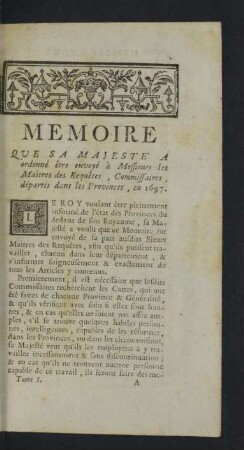 MEMOIRE
QUE SA MAJESTÉ A
ordonné être envoyé à Messieurs les
Maîtres des Requêtes, Commissaires
départis dans les Provinces, en 1697.
LE ROY voulant être pleinement
informé de l'état des Provinces du
dedans de son Royaume, sa Ma-
jesté a voulu que ce Memoire, fut
envoyé de sa part ausdits Sieurs
Maîtres des Requêtes, afin qu'ils puissent tra-
vailler, chacun dans leur département, &
s'informer soigneusement & exactement de
tous les Articles y contenus.
Premierement, il est nécessaire que lesdits
Commissaires recherchent les Cartes, qui ont
été faites de chaque Province & Généralité,
& qu'ils vérifient avec soin si elles sont bon-
nes, & en cas qu'elles ne soient pas assez am-
ples, s'il se trouve quelques habiles person-
nes, intelligentes, capables de les réformer,
dans les Provinces, ou dans les circonvoisines,
sa Majesté veut qu'ils les employent à y tra-
vailler incessamment & sans discontinuation;
& au cas qu'ils ne trouvent aucune personne
capable de ce travail, ils feront faire des me-
Tome I. A